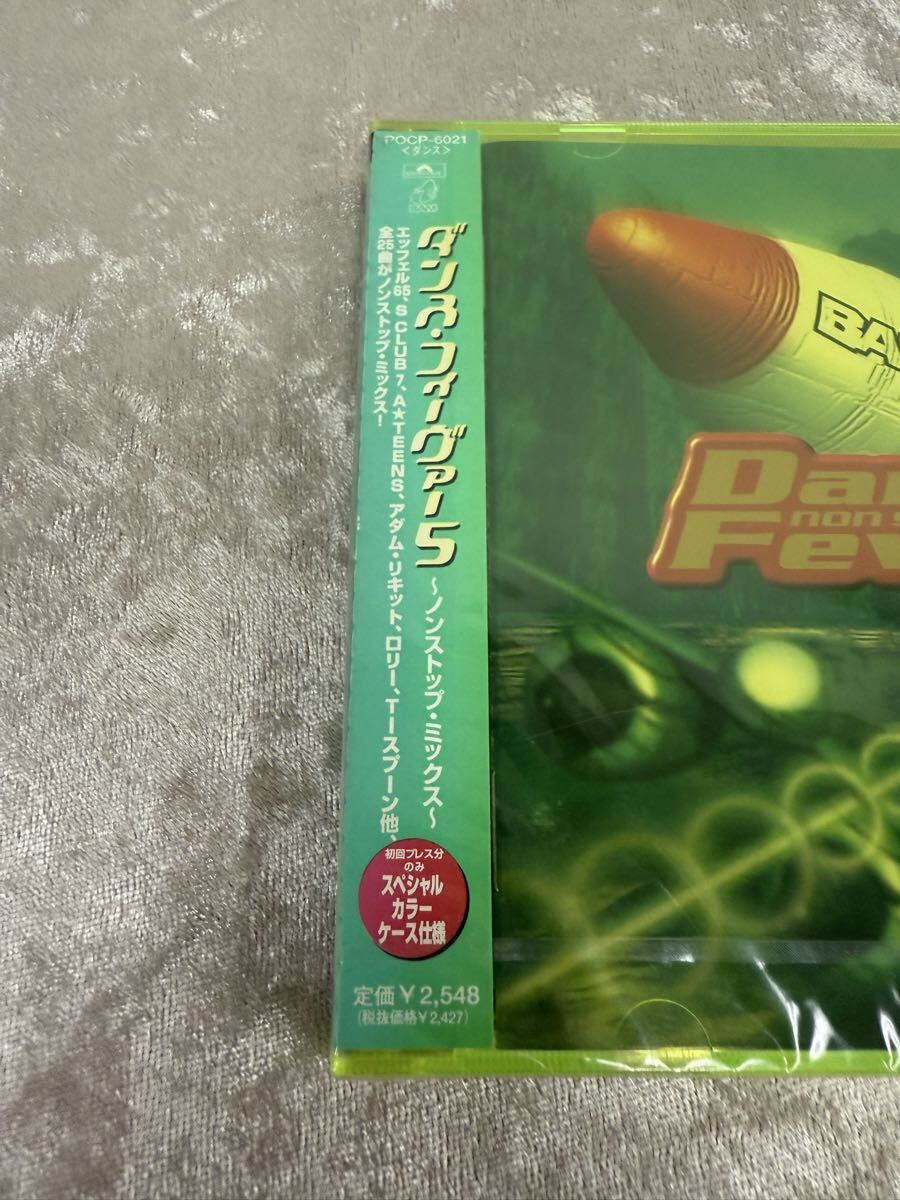 POCP-6021
<ダンス>
ダンス・フィーヴァー5 〜ノンストップ・ミックス〜
エッフェル65、S CLUB 7、A★TEENS、アダム・リキット、ロリー、Tースプーン他、
全25曲がノンストップ・ミックス!
初回プレス分
のみ
スペシャル
カラー
ケース仕様
定価¥2,548
(税抜価格¥2,427)